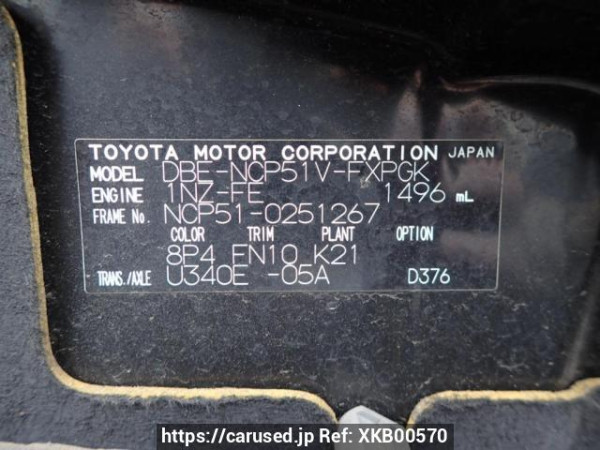 TOYOTA MOTOR CORPORATION JAPAN
MODEL DBE-NCP51V-FXPGK
ENGINE 1NZ-FE 1496 mL
FRAME No. NCP51-0251267
COLOR TRIM PLANT OPTION
8P4 FN10 K21
TRANS./AXLE U340E -05A D376
https://carused.jp Ref: XKB00570